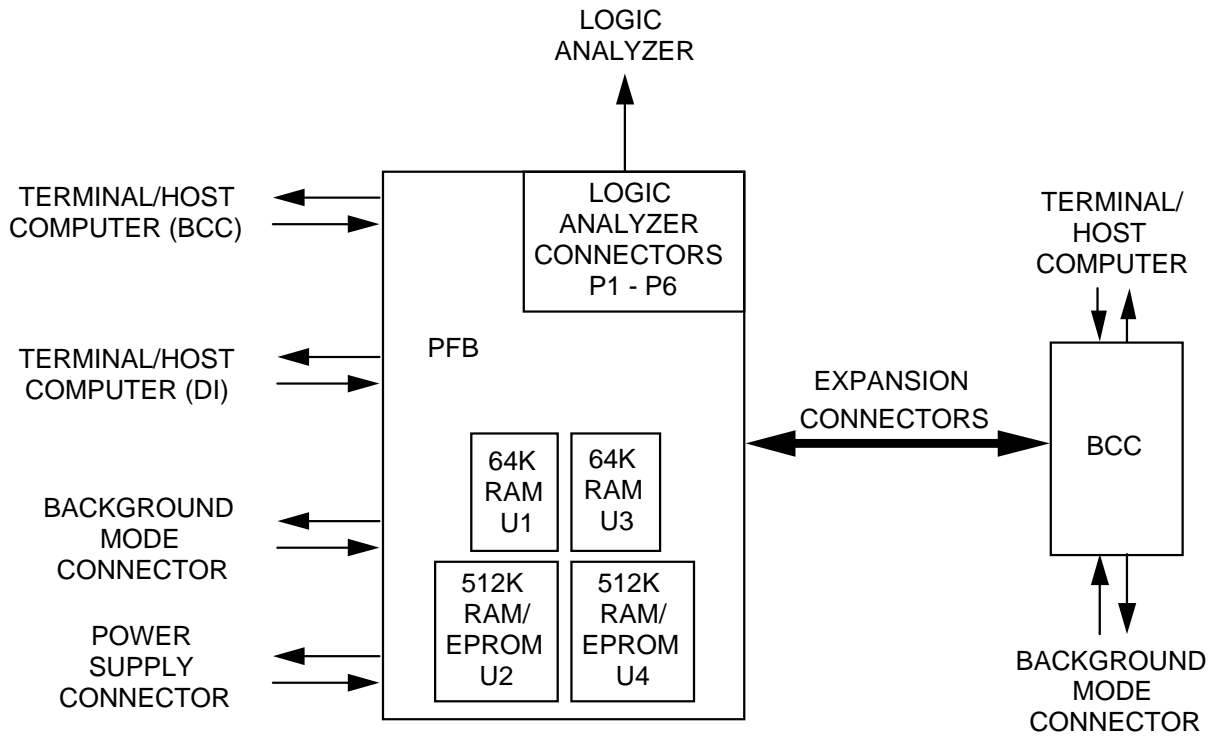 LOGIC
ANALYZER
TERMINAL/HOST
COMPUTER (BCC)
TERMINAL/HOST
COMPUTER (DI)
BACKGROUND
MODE
CONNECTOR
POWER
SUPPLY
CONNECTOR
LOGIC
ANALYZER
CONNECTORS
P1 - P6
PFB
64K
RAM
U1
64K
RAM
U3
512K
RAM/
EPROM
U2
512K
RAM/
EPROM
U4
EXPANSION
CONNECTORS
TERMINAL/
HOST
COMPUTER
BCC
BACKGROUND
MODE
CONNECTOR